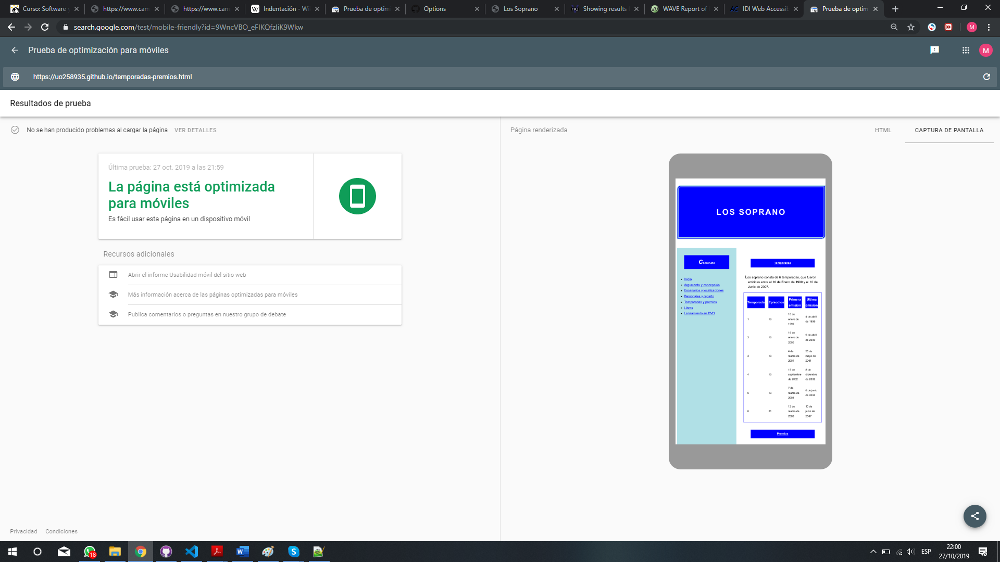 Curso: Software y
https://www.cam
https://www.cam
Indentación - Wi
Prueba de optim
Options
Los Soprano
Showing results f
WAVE Report of
IDI Web Accessib
Prueba de optim
search.google.com/test/mobile-friendly?id=9WncVBO_eFIKQfzIiK9Wkw
M
Prueba de optimización para móviles
M
https://uo258935.github.io/temporadas-premios.html
Resultados de prueba
No se han producido problemas al cargar la página VER DETALLES
Página renderizada
HTML
CAPTURA DE PANTALLA
Última prueba: 27 oct. 2019 a las 21:59
La página está optimizada
para móviles
Es fácil usar esta página en un dispositivo móvil
Recursos adicionales
Abrir el informe Usabilidad móvil del sitio web
Más información acerca de las páginas optimizadas para móviles
Publica comentarios o preguntas en nuestro grupo de debate
LOS SOPRANO
Contenido
Inicio
Argumento y concepción
Escenarios y localizaciones
Personajes y reparto
Temporadas y premios
Libros
Lanzamiento en DVD
Temporadas
Los soprano consta de 6 temporadas, que fueron
emitidas entre el 10 de Enero de 1999 y el 10 de
Junio de 2007.
Temporada Episodios Primera emisión Última emisión
1 13 10 de enero de 1999 4 de abril de 1999
2 13 16 de enero de 2000 9 de abril de 2000
3 13 4 de marzo de 2001 20 de mayo de 2001
4 13 15 de septiembre de 2002 8 de diciembre de 2002
5 13 7 de marzo de 2004 6 de junio de 2004
6 21 12 de marzo de 2006 10 de junio de 2007
Premios
Privacidad Condiciones
18
ESP
22:00
27/10/2019